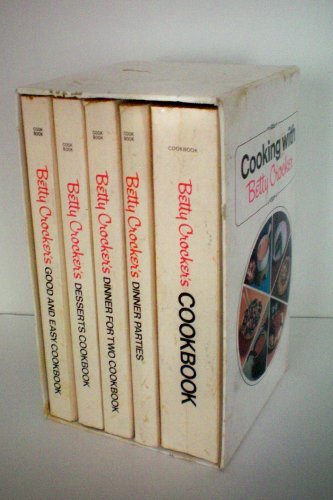 COOK BOOK
Betty Crocker's GOOD AND EASY COOKBOOK
COOK BOOK
Betty Crocker's DESSERTS COOKBOOK
COOK BOOK
Betty Crocker's DINNER FOR TWO COOKBOOK
COOK BOOK
Betty Crocker's DINNER PARTIES
COOKBOOK
Betty Crocker's COOKBOOK
Cooking with
Betty Crocker